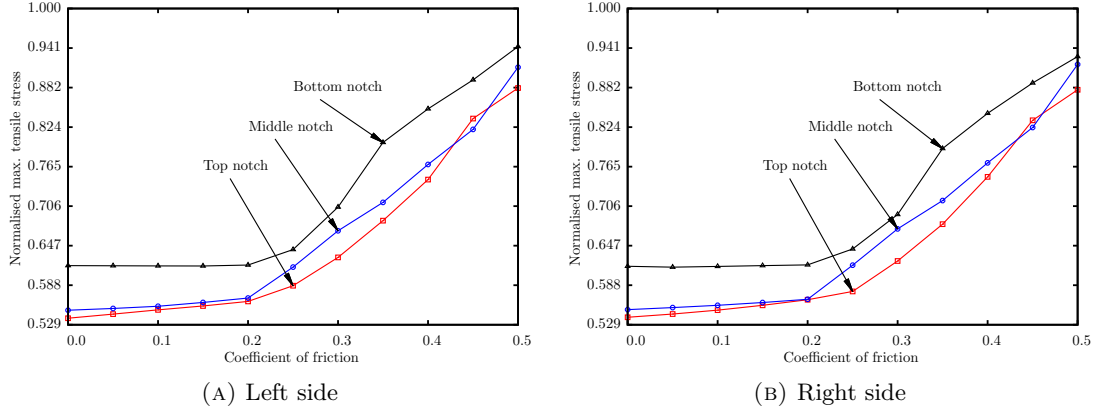 1.000
0.941
0.882
0.824
0.765
0.706
0.647
0.588
0.529
Normalised max. tensile stress
Bottom notch
Middle notch
Top notch
0.0 0.1 0.2 0.3 0.4 0.5
Coefficient of friction
(A) Left side
1.000
0.941
0.882
0.824
0.765
0.706
0.647
0.588
0.529
Normalised max. tensile stress
Bottom notch
Middle notch
Top notch
0.0 0.1 0.2 0.3 0.4 0.5
Coefficient of friction
(B) Right side